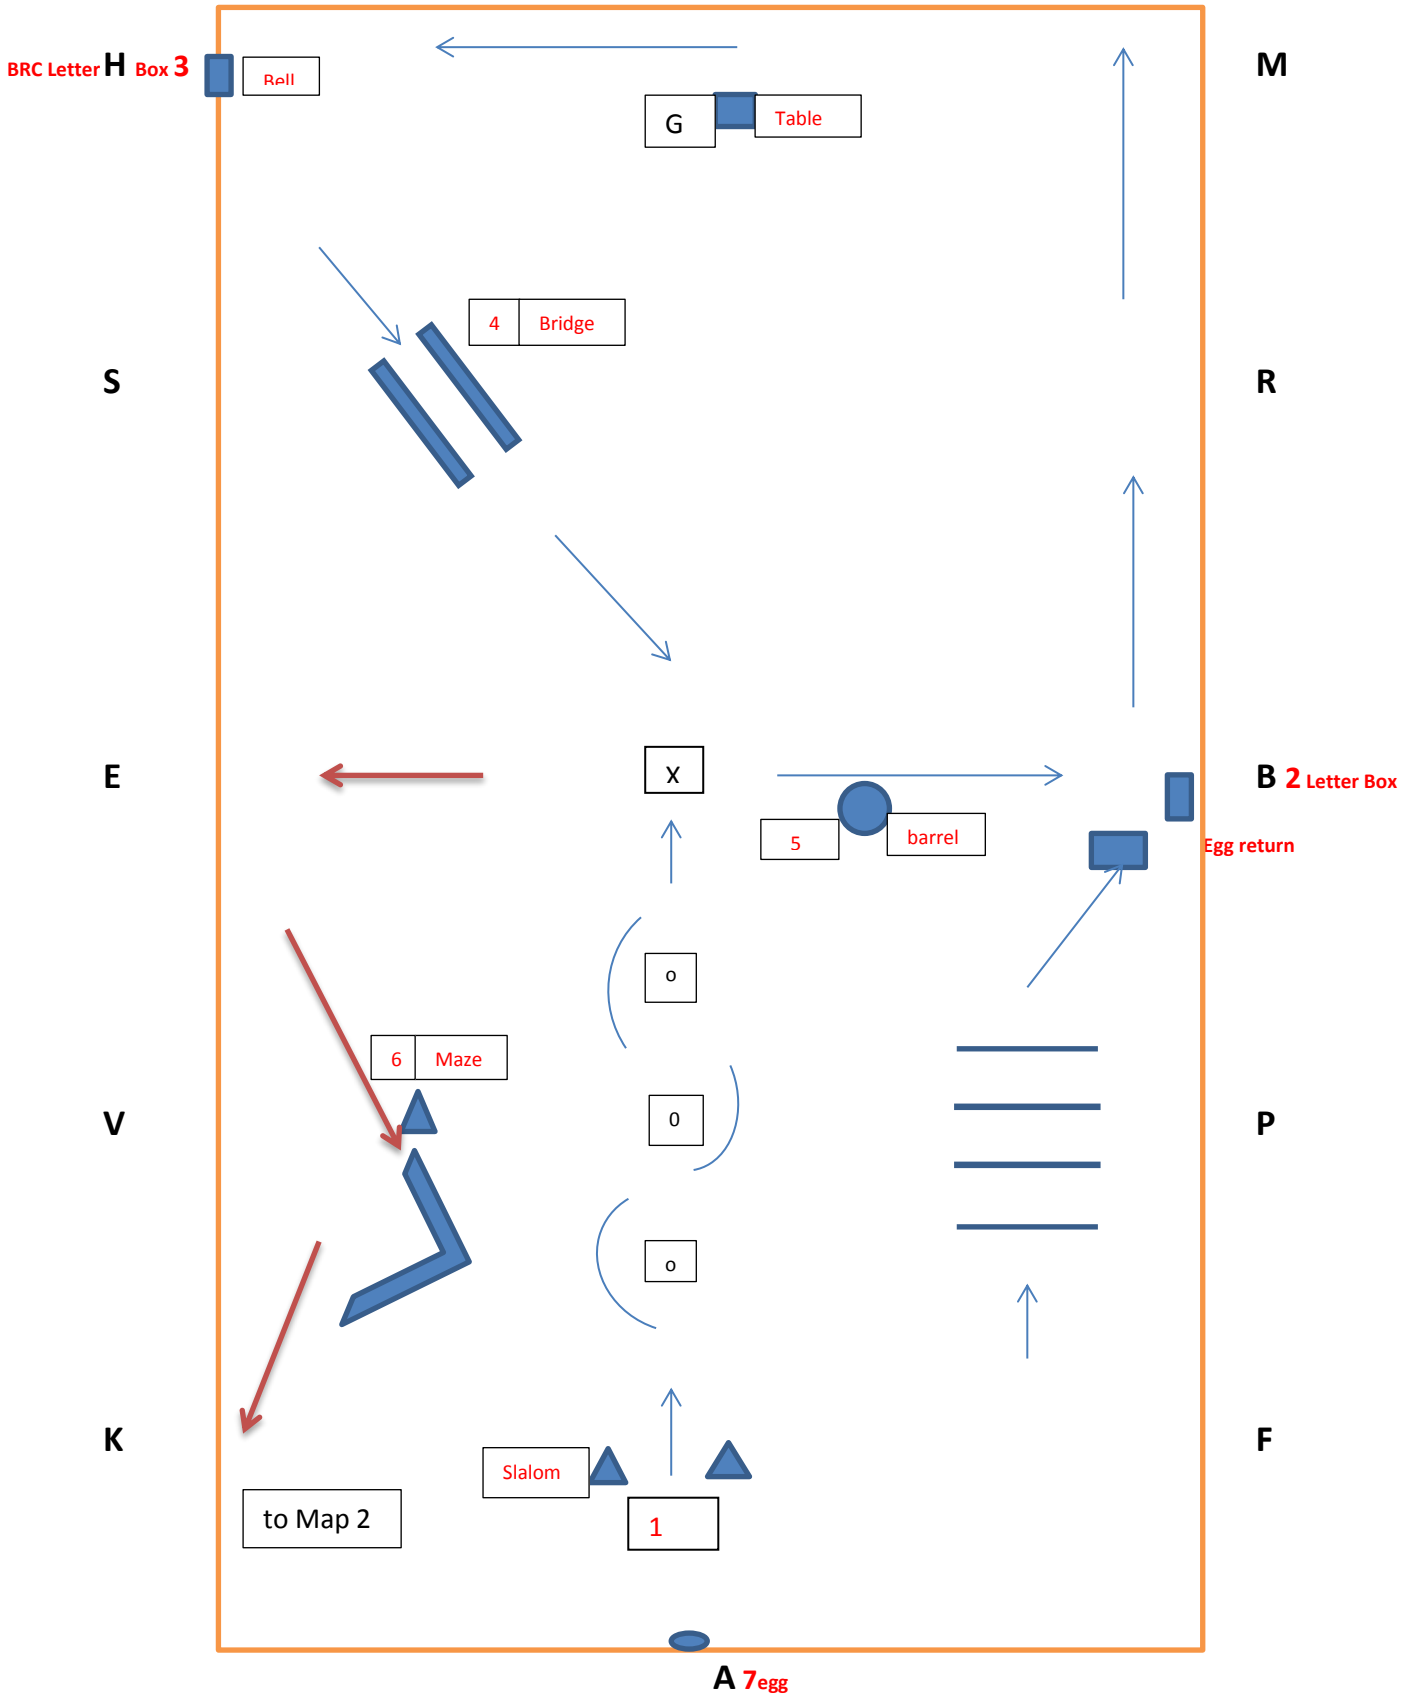 BRC Letter H Box 3
Bell
M
G
Table
4
Bridge
S
R
E
X
B 2 Letter Box
5
barrel
Egg return
o
6
Maze
V
0
P
o
K
F
Slalom
to Map 2
1
A 7egg